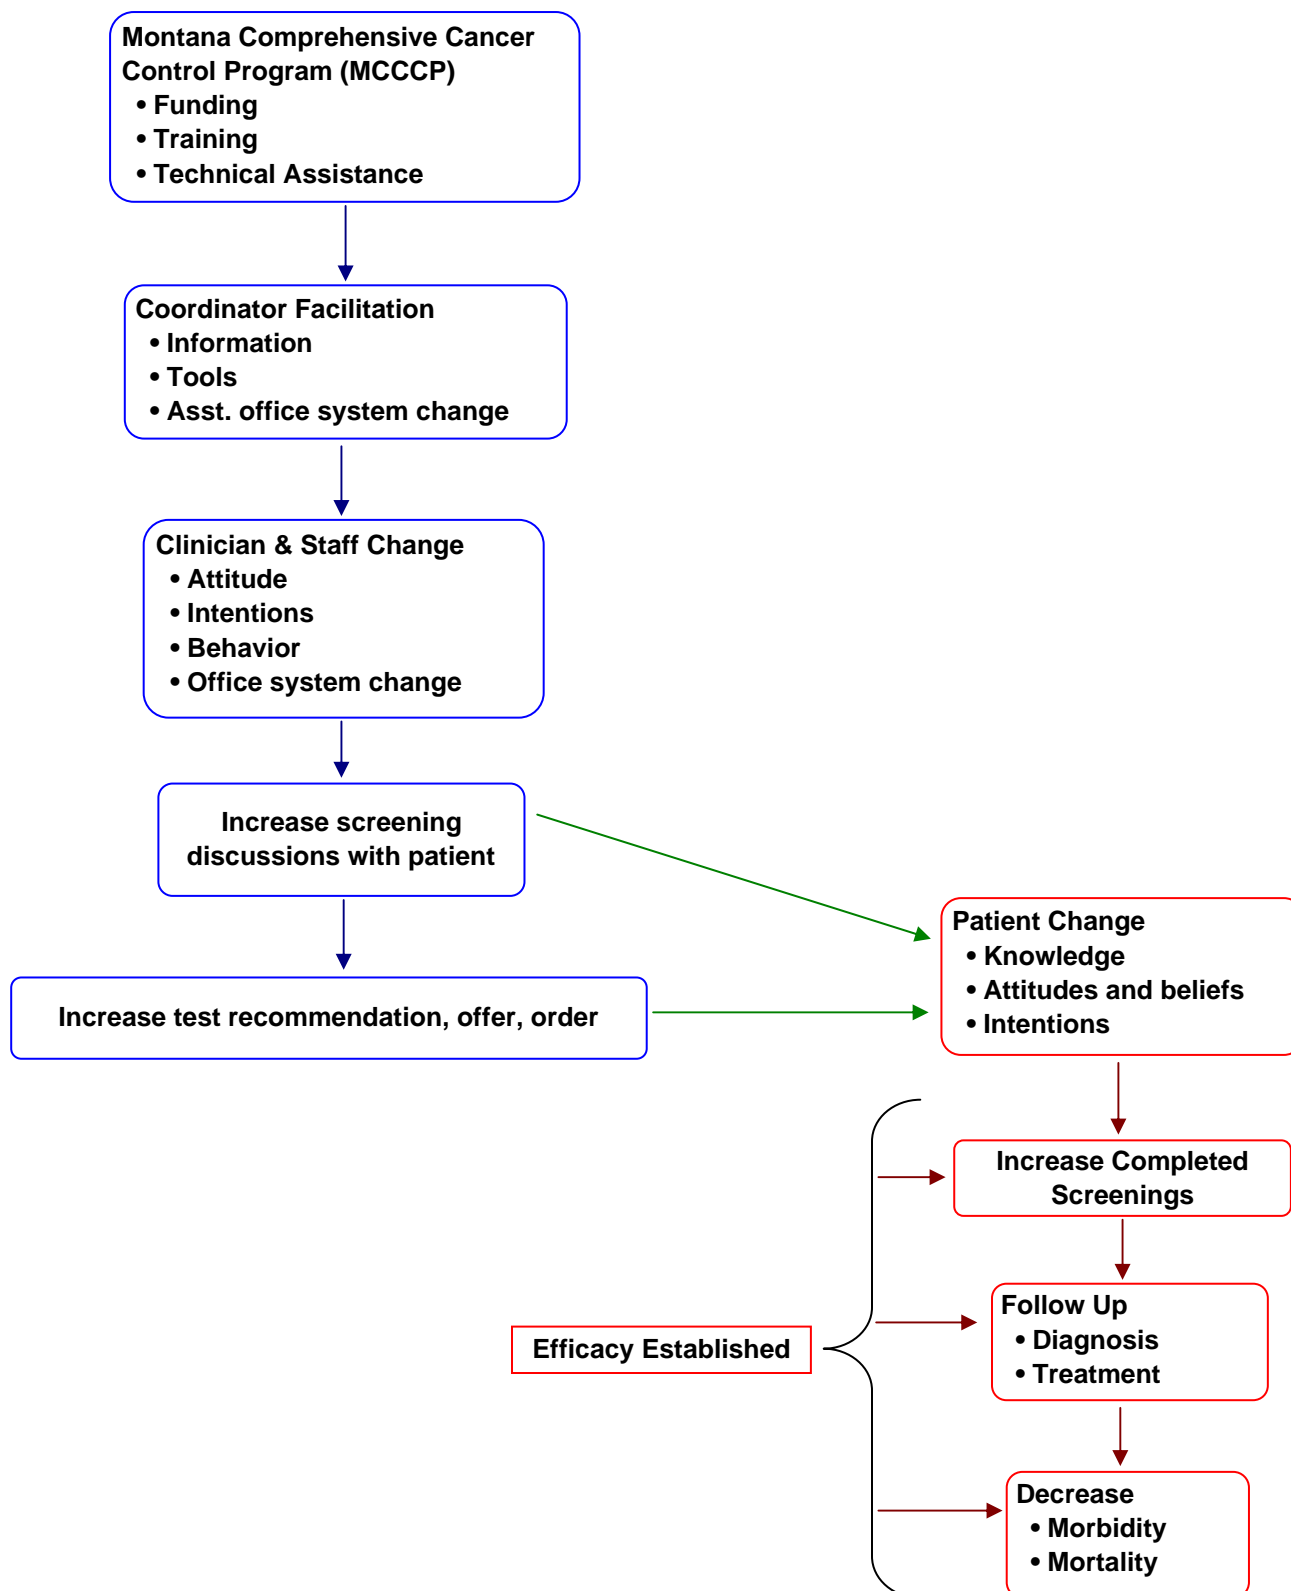 Montana Comprehensive Cancer
Control Program (MCCCP)
• Funding
• Training
• Technical Assistance
Coordinator Facilitation
• Information
• Tools
• Asst. office system change
Clinician & Staff Change
• Attitude
• Intentions
• Behavior
• Office system change
Increase screening
discussions with patient
Increase test recommendation, offer, order
Patient Change
• Knowledge
• Attitudes and beliefs
• Intentions
Increase Completed
Screenings
Follow Up
• Diagnosis
• Treatment
Efficacy Established
Decrease
• Morbidity
• Mortality